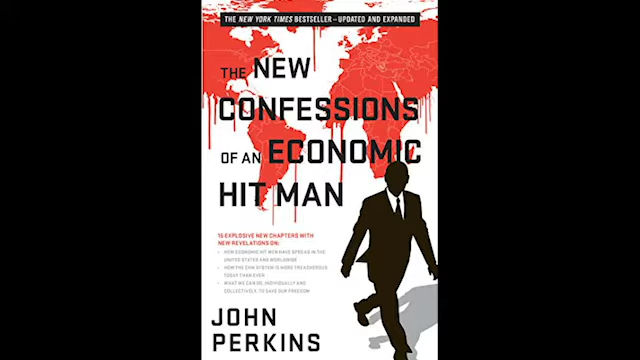 THE NEW YORK TIMES BESTSELLER—UPDATED AND EXPANDED
THE NEW
CONFESSIONS
OF AN ECONOMIC
HIT MAN
15 EXPLOSIVE NEW CHAPTERS WITH
NEW REVELATIONS ON:
• HOW ECONOMIC HIT MEN HAVE SPREAD IN THE
UNITED STATES AND WORLDWIDE
• HOW THE EHM SYSTEM IS MORE TREACHEROUS
TODAY THAN EVER
• WHAT WE CAN DO, INDIVIDUALLY AND
COLLECTIVELY, TO SAVE OUR FREEDOM
JOHN
PERKINS